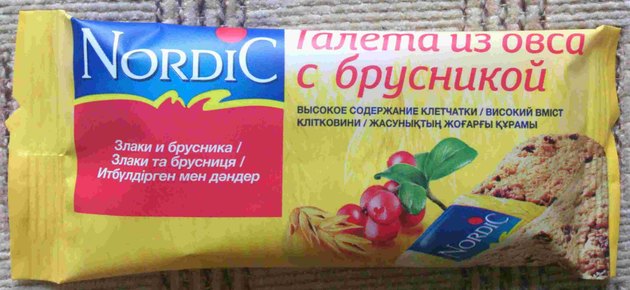 NORDIC
Галета из овса
с брусникой
ВЫСОКОЕ СОДЕРЖАНИЕ КЛЕТЧАТКИ / ВИСОКИЙ ВМІСТ
КЛІТКОВИНИ / ЖАСУНЫҚТЫҢ ЖОҒАРҒЫ ҚҰРАМЫ
Злаки и брусника /
Злаки та брусниця /
Итбүлдірген мен дәндер
NORDIC